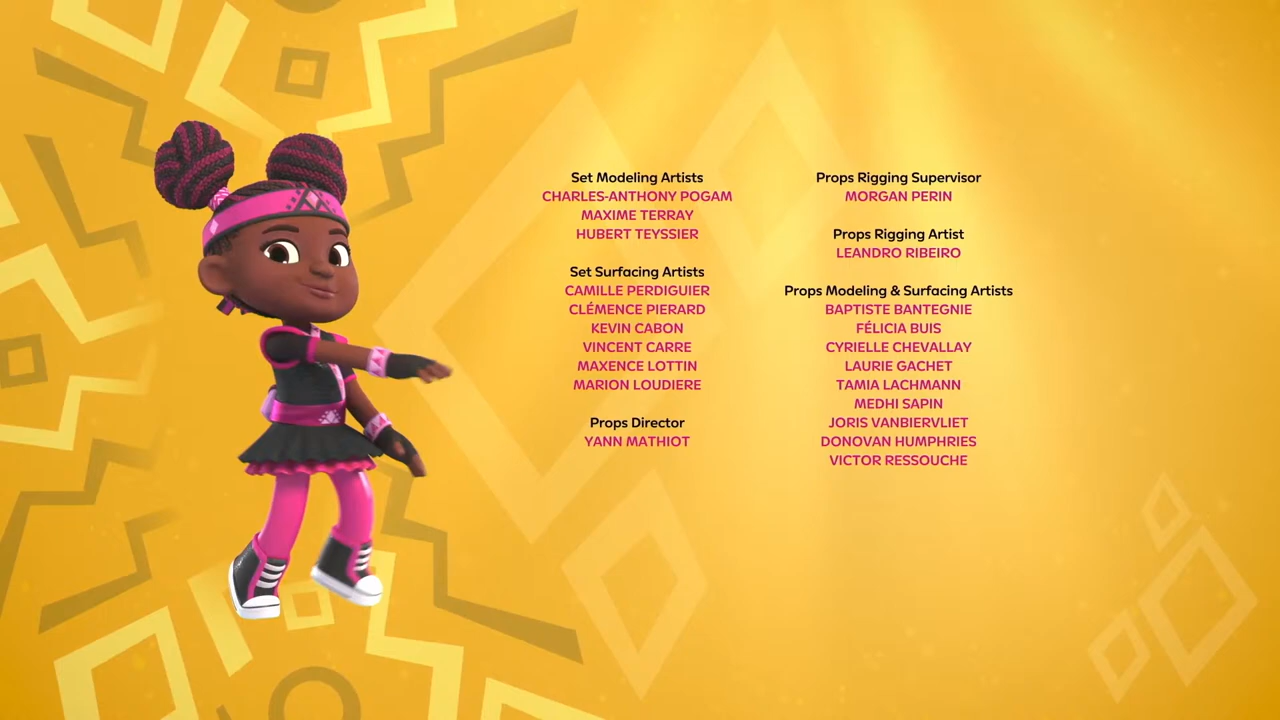 Set Modeling Artists
CHARLES-ANTHONY POGAM
MAXIME TERRAY
HUBERT TEYSSIER
Set Surfacing Artists
CAMILLE PERDIGUIER
CLÉMENCE PIERARD
KEVIN CABON
VINCENT CARRE
MAXENCE LOTTIN
MARION LOUDIERE
Props Director
YANN MATHIOT
Props Rigging Supervisor
MORGAN PERIN
Props Rigging Artist
LEANDRO RIBEIRO
Props Modeling & Surfacing Artists
BAPTISTE BANTEGNIE
FÉLICIA BUIS
CYRIELLE CHEVALLAY
LAURIE GACHET
TAMIA LACHMANN
MEDHI SAPIN
JORIS VANBIERVLIET
DONOVAN HUMPHRIES
VICTOR RESSOUCHE